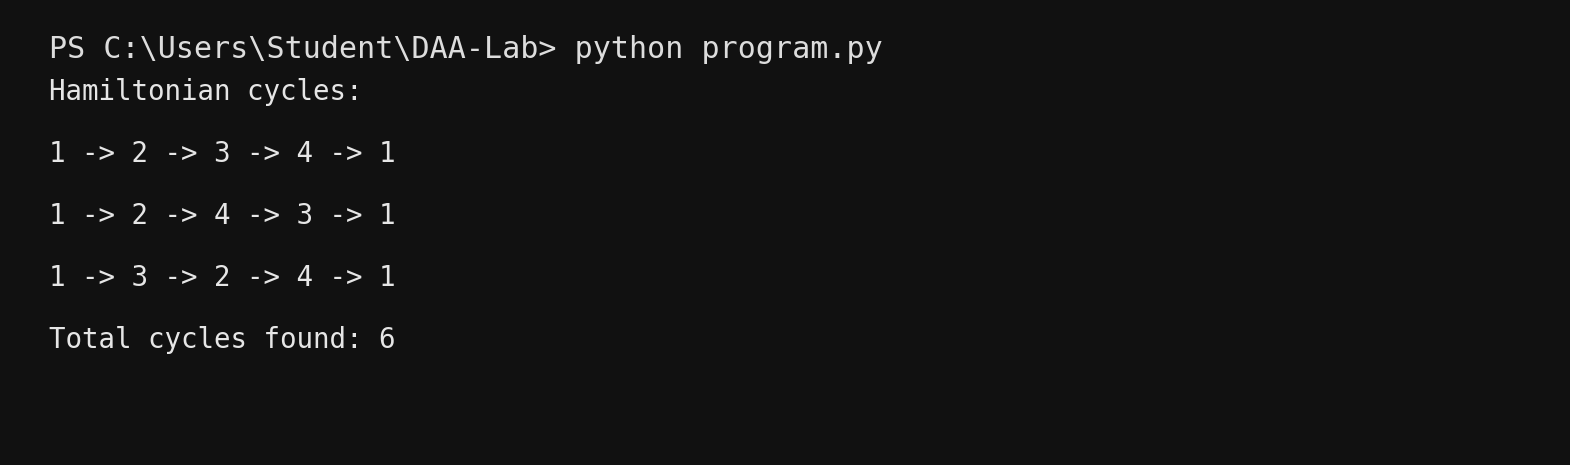 PS C:\Users\Student\DAA-Lab> python program.py
Hamiltonian cycles:
1 -> 2 -> 3 -> 4 -> 1
1 -> 2 -> 4 -> 3 -> 1
1 -> 3 -> 2 -> 4 -> 1
Total cycles found: 6